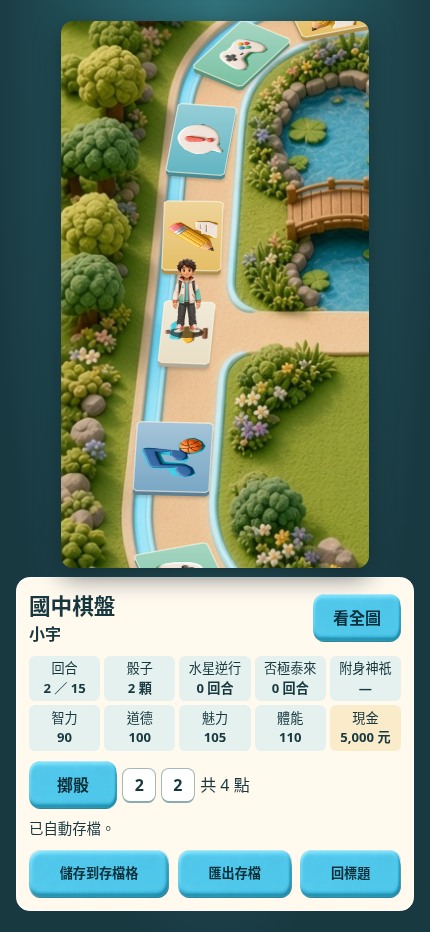 國中棋盤
小宇
看全圖
回合 骰子 水星逆行 否極泰來 附身神祇
2 ／ 15 2 顆 0 回合 0 回合 —
智力 道德 魅力 體能 現金
90 100 105 110 5,000 元
擲骰 2 2 共 4 點
已自動存檔。
儲存到存檔格 匯出存檔 回標題